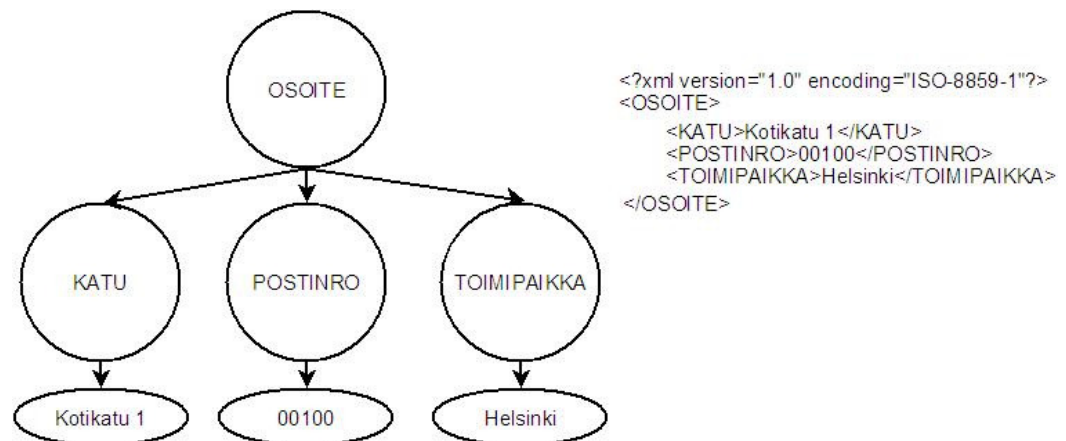 OSOITE
KATU
POSTINRO
TOIMIPAIKKA
Kotikatu 1
00100
Helsinki
<?xml version="1.0" encoding="ISO-8859-1"?>
<OSOITE>
<KATU>Kotikatu 1</KATU>
<POSTINRO>00100</POSTINRO>
<TOIMIPAIKKA>Helsinki</TOIMIPAIKKA>
</OSOITE>